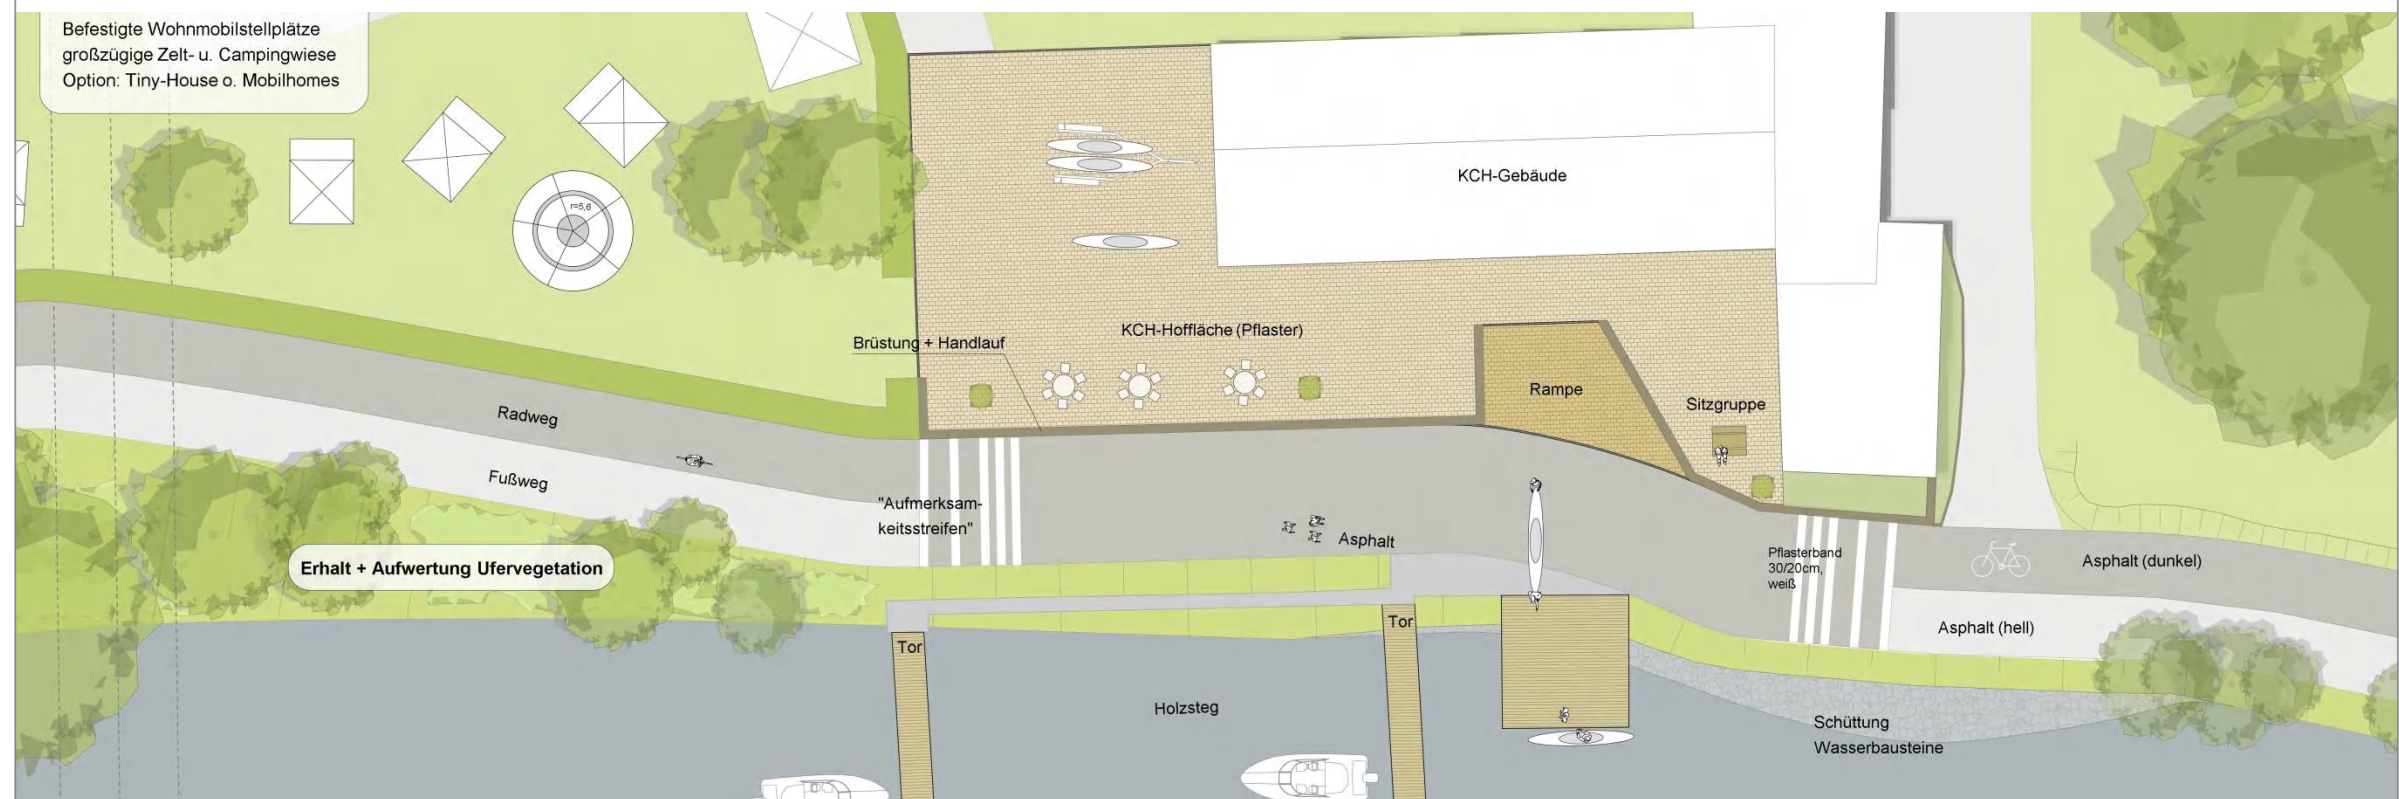 Befestigte Wohnmobilstellplätze
großzügige Zelt- u. Campingwiese
Option: Tiny-House o. Mobilhomes
r=5,6
KCH-Gebäude
KCH-Hoffläche (Pflaster)
Brüstung + Handlauf
Rampe
Sitzgruppe
Radweg
Fußweg
"Aufmerksam-
keitsstreifen"
Asphalt
Pflasterband
30/20cm,
weiß
Asphalt (dunkel)
Asphalt (hell)
Erhalt + Aufwertung Ufervegetation
Tor
Tor
Holzsteg
Schüttung
Wasserbausteine